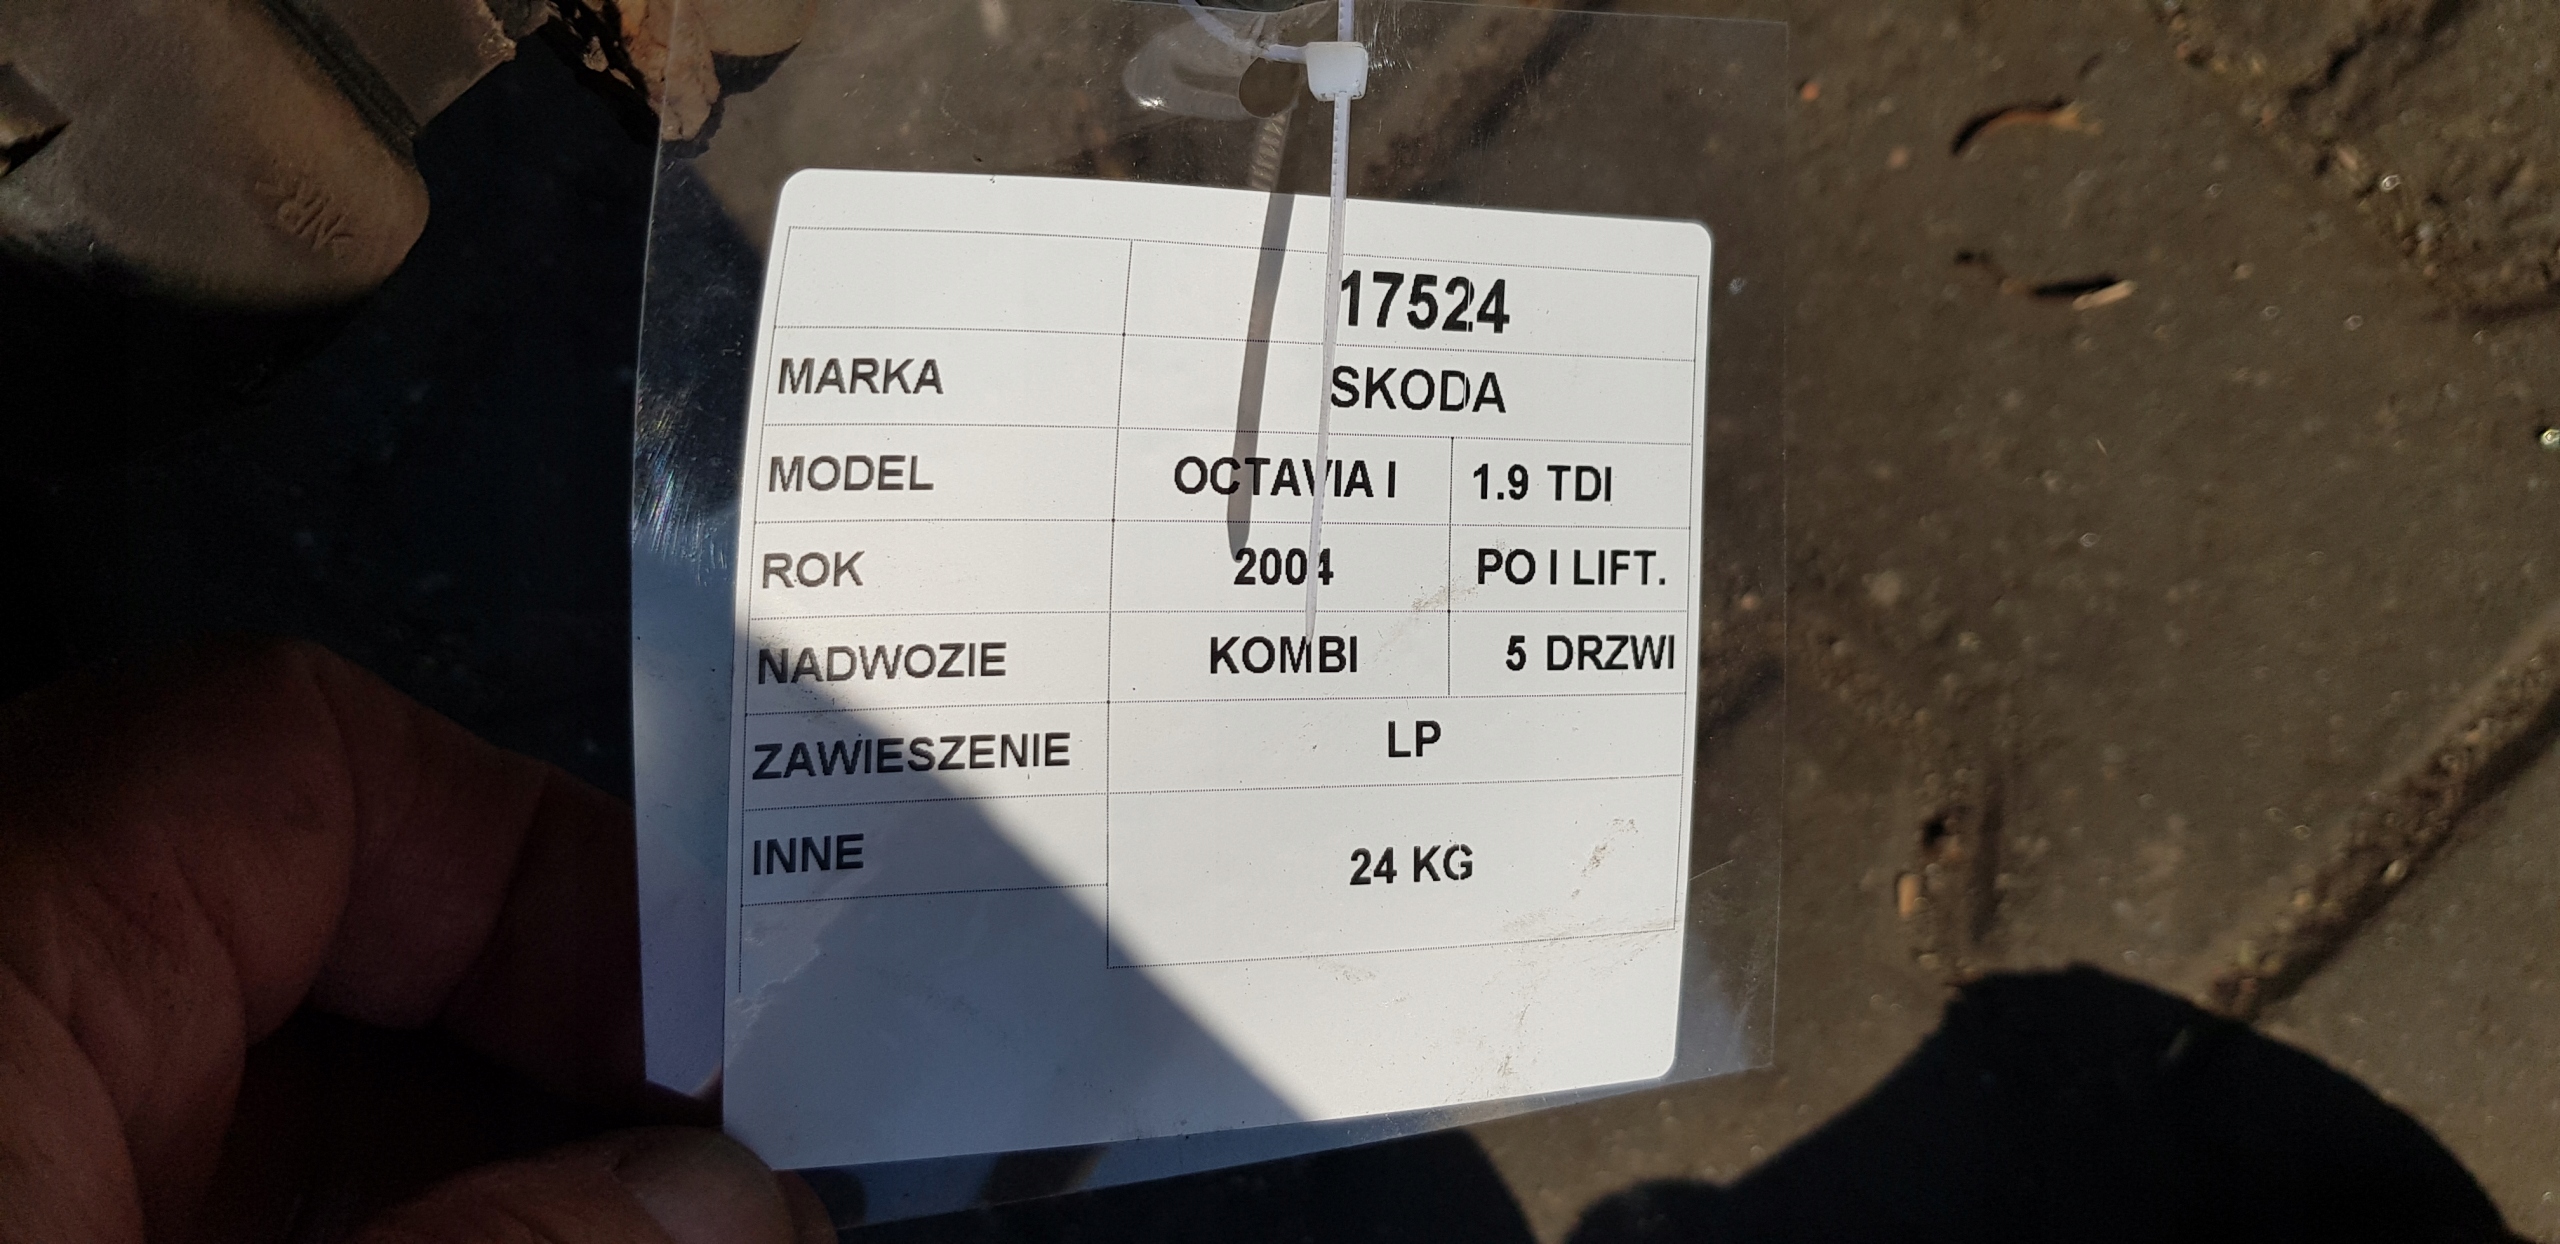 17524
MARKA SKODA
MODEL OCTAVIA I 1.9 TDI
ROK 2004 PO I LIFT.
NADWOZIE KOMBI 5 DRZWI
ZAWIESZENIE LP
INNE 24 KG